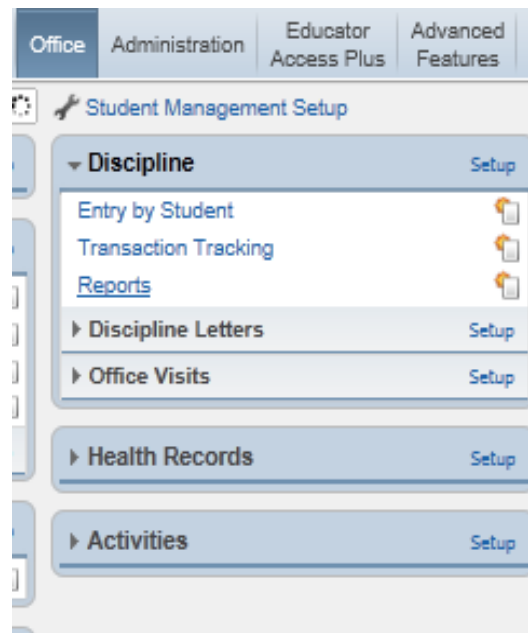 Office
Administration
Educator
Access Plus
Advanced
Features
Student Management Setup
Discipline Setup
Entry by Student
Transaction Tracking
Reports
Discipline Letters Setup
Office Visits Setup
Health Records Setup
Activities Setup